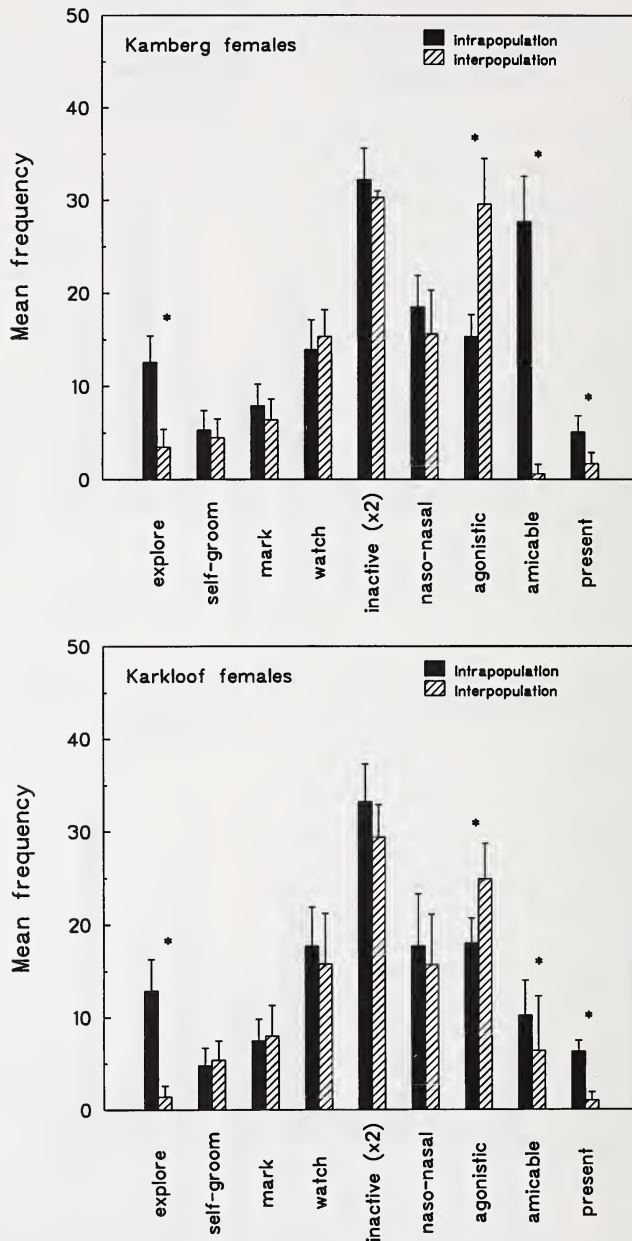 50
Kamberg females
intrapopulation
interpopulation
40
*
*
30
Mean frequency
20
*
10
*
0
explore
self-groom
mark
watch
inactive (x2)
naso-nasal
agonistic
amicable
present
50
Karkloof females
Intrapopulation
Interpopulation
40
30
*
Mean frequency
20
*
*
10
*
0
explore
self-groom
mark
watch
inactive (x2)
naso-nasal
agonistic
amicable
present